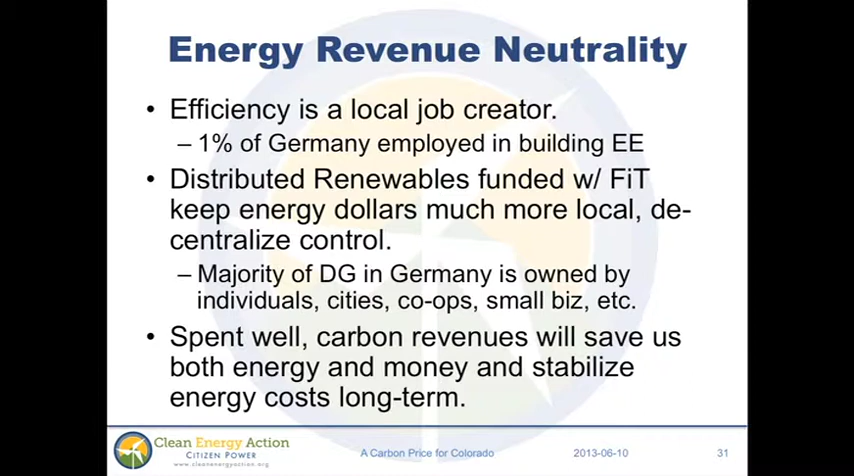 Energy Revenue Neutrality
• Efficiency is a local job creator.
– 1% of Germany employed in building EE
• Distributed Renewables funded w/ FiT
keep energy dollars much more local, de-
centralize control.
– Majority of DG in Germany is owned by
individuals, cities, co-ops, small biz, etc.
• Spent well, carbon revenues will save us
both energy and money and stabilize
energy costs long-term.
Clean Energy Action
CITIZEN POWER
www.cleanenergyaction.org
A Carbon Price for Colorado
2013-06-10
31